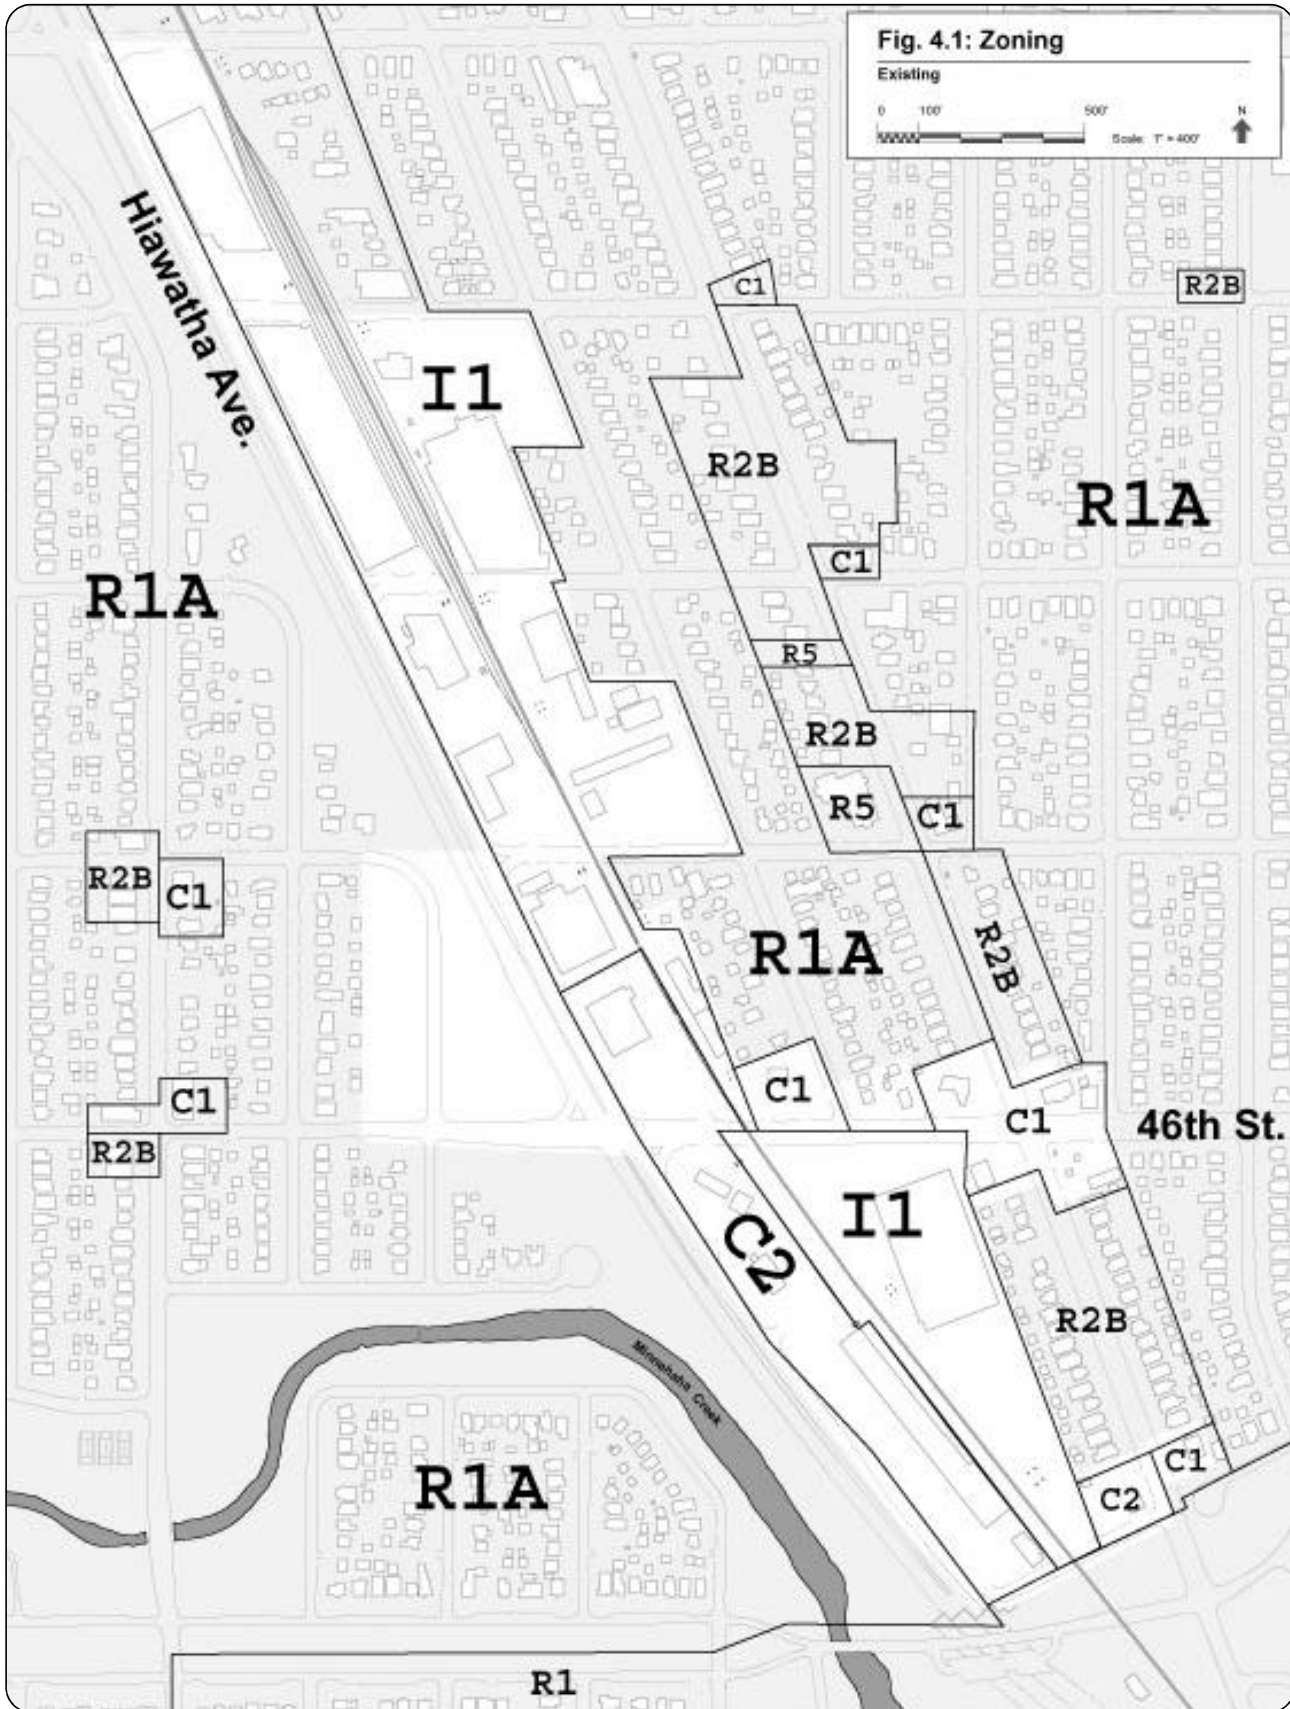 Fig. 4.1: Zoning
Existing
0 100' 500' N
Scale: 1" = 400'
Hiawatha Ave.
C1
R2B
I1
R2B
R1A
C1
R1A
R5
R2B
R5
C1
R2B
C1
R1A
R2B
C1
C1
C1
46th St.
R2B
I1
C2
R2B
Minnehaha Creek
R1A
C1
C2
R1